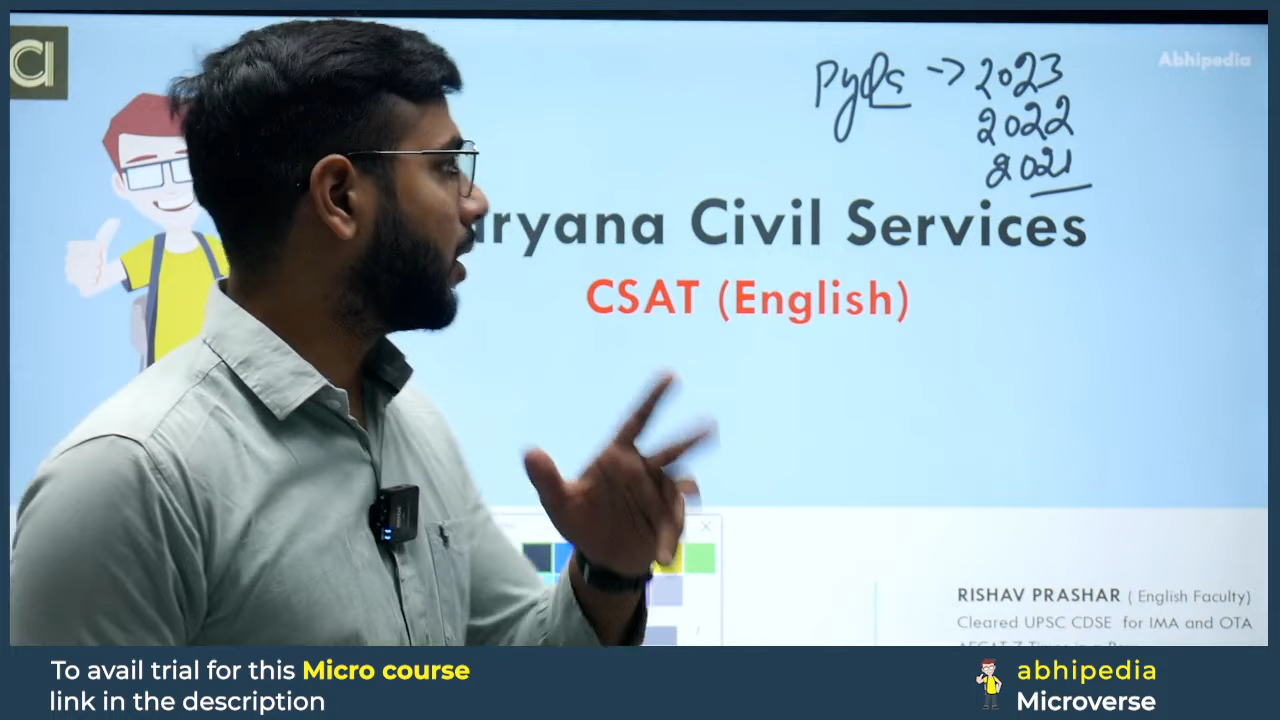 PYQs -> 2023
2022
2021
Abhipedia
aryana Civil Services
CSAT (English)
RISHAV PRASHAR ( English Faculty)
Cleared UPSC CDSE for IMA and OTA
To avail trial for this Micro course
link in the description
abhipedia
Microverse